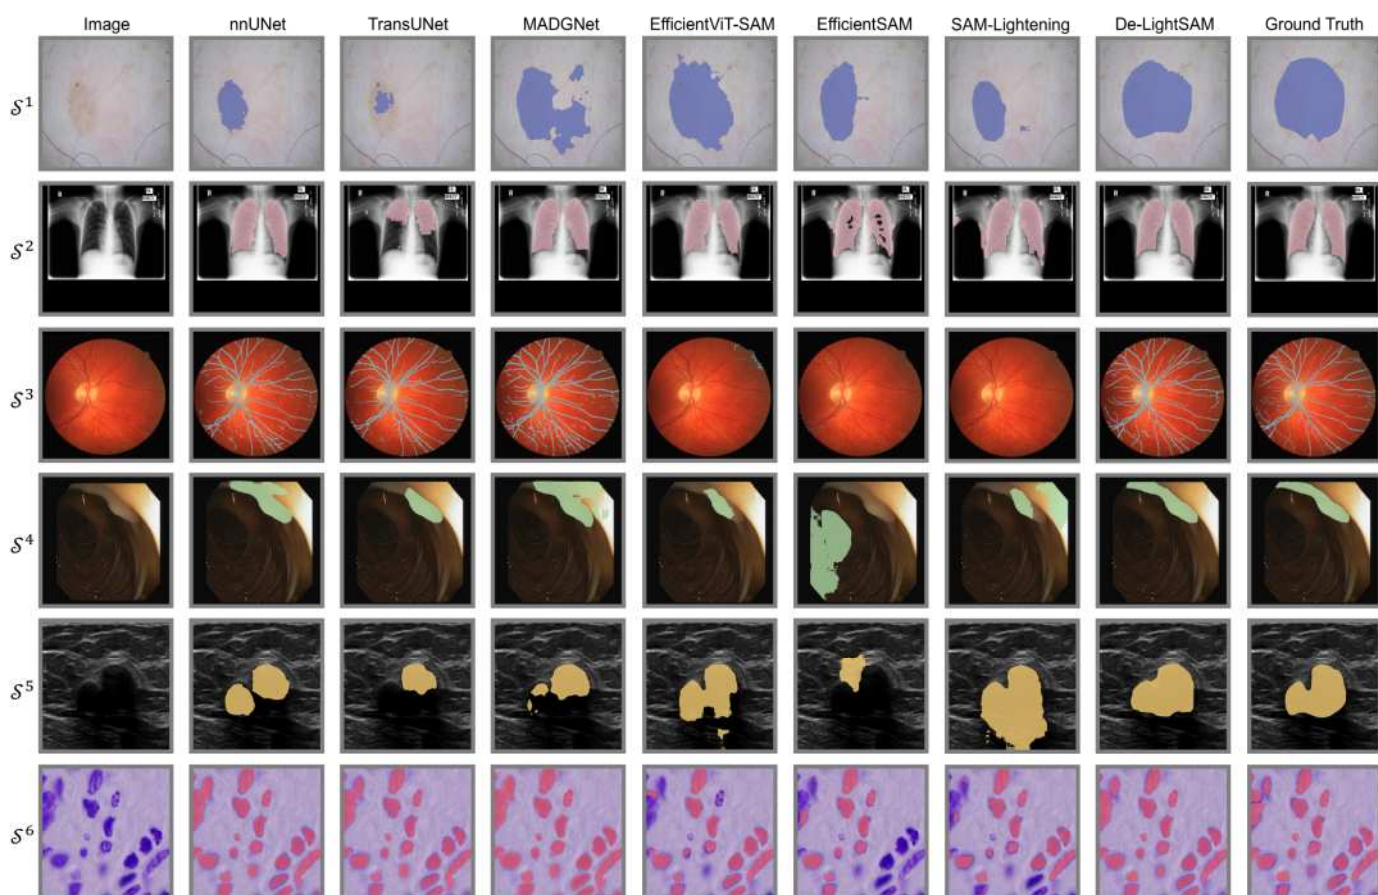 Image nnUNet TransUNet MADGNet EfficientViT-SAM EfficientSAM SAM-Lightening De-LightSAM Ground Truth
𝒮¹
𝒮²
𝒮³
𝒮⁴
𝒮⁵
𝒮⁶